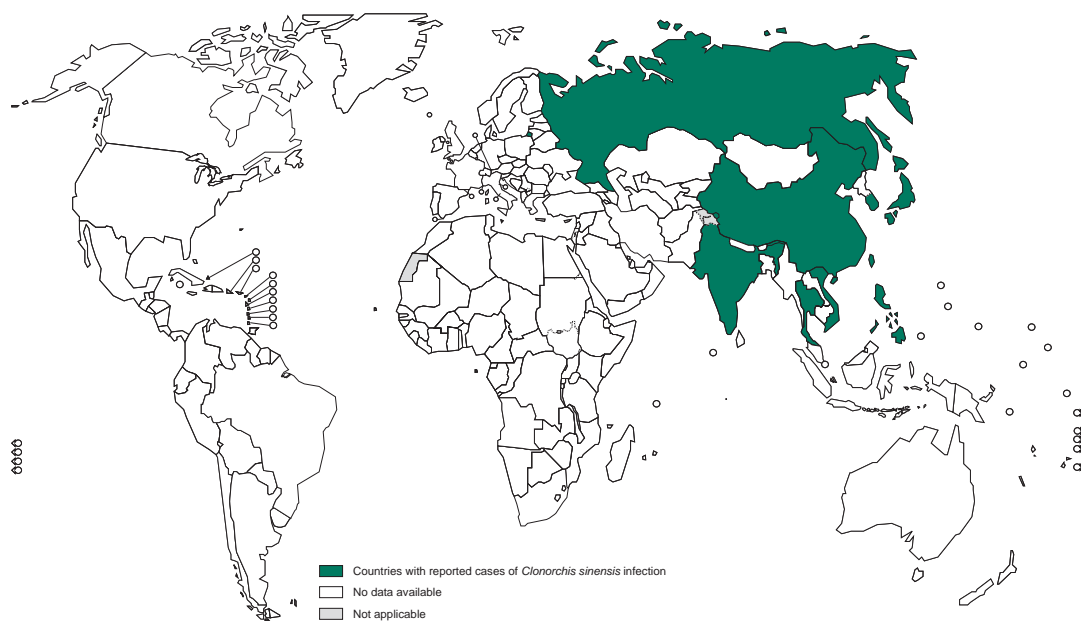 Countries with reported cases of Clonorchis sinensis infection
No data available
Not applicable